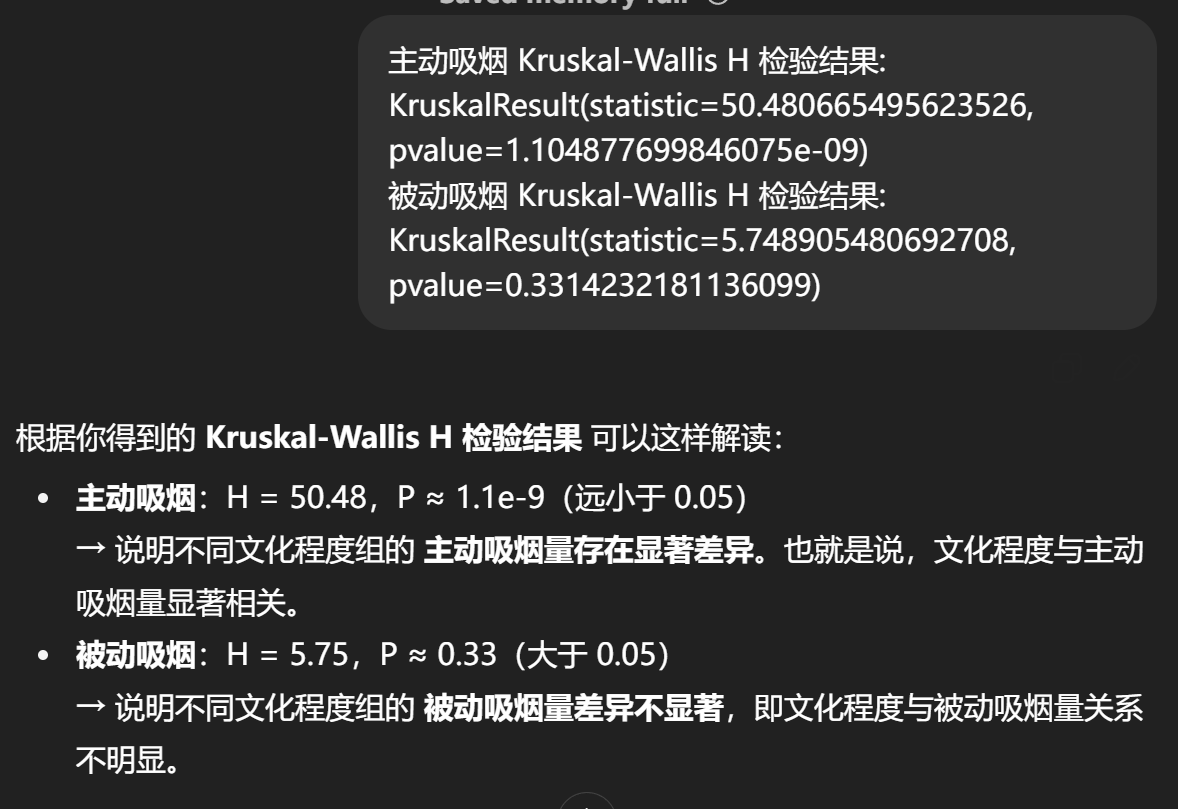 Saved memory full
主动吸烟 Kruskal-Wallis H 检验结果:
KruskalResult(statistic=50.480665495623526,
pvalue=1.104877699846075e-09)
被动吸烟 Kruskal-Wallis H 检验结果:
KruskalResult(statistic=5.748905480692708,
pvalue=0.3314232181136099)
根据你得到的 Kruskal-Wallis H 检验结果 可以这样解读：
• 主动吸烟：H = 50.48，P ≈ 1.1e-9（远小于 0.05）
→ 说明不同文化程度组的 主动吸烟量存在显著差异。也就是说，文化程度与主动
吸烟量显著相关。
• 被动吸烟：H = 5.75，P ≈ 0.33（大于 0.05）
→ 说明不同文化程度组的 被动吸烟量差异不显著，即文化程度与被动吸烟量关系
不明显。